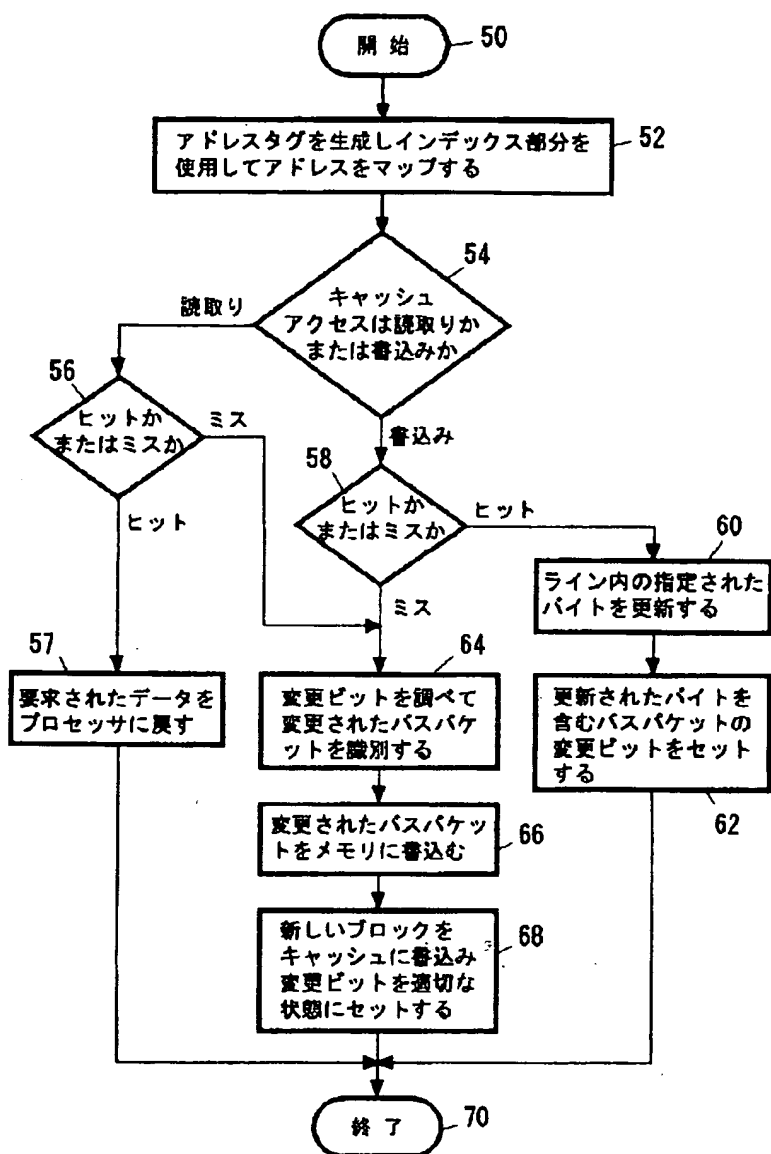 開始
50
アドレスタグを生成しインデックス部分を
使用してアドレスをマップする
52
54
キャッシュ
アクセスは読取りか
または書込みか
読取り
書込み
56
ヒットか
またはミスか
ミス
ヒット
58
ヒットか
またはミスか
ヒット
ミス
60
ライン内の指定された
バイトを更新する
57
要求されたデータを
プロセッサに戻す
64
変更ビットを調べて
変更されたバスパケ
ットを識別する
更新されたバイトを
含むバスパケットの
変更ビットをセット
する
62
変更されたバスパケッ
トをメモリに書込む
66
新しいブロックを
キャッシュに書込み
変更ビットを適切な
状態にセットする
68
終了
70